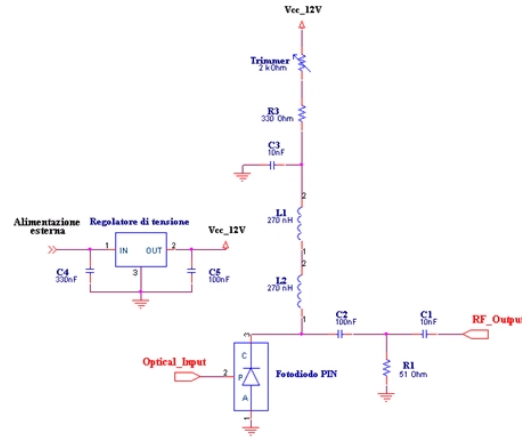 Vcc_12V
Trimmer
2 kOhm
R3
330 Ohm
C3
10nF
2
L1
270 nH
1
2
L2
270 nH
1
Alimentazione
esterna
Regolatore di tensione
Vcc_12V
1
IN
OUT
2
3
C4
330nF
C5
100nF
C2
100nF
C1
10nF
RF_Output
R1
51 Ohm
3
C
P
A
Optical_Input
2
Fotodiodo PIN
1